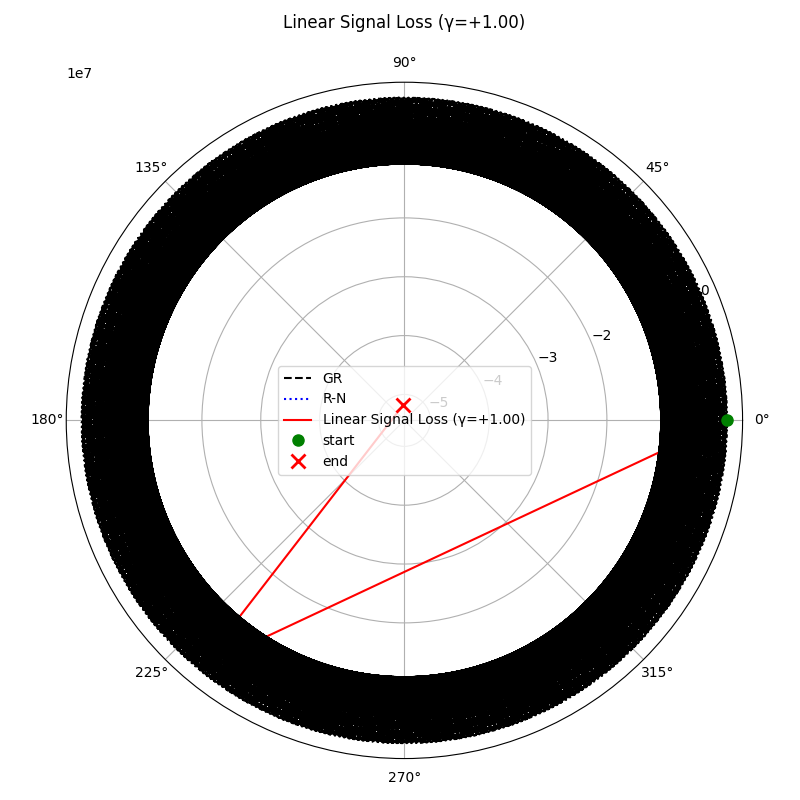 Linear Signal Loss (γ=+1.00)
1e7
90°
135°
45°
0
−2
−3
−4
−5
GR
R-N
Linear Signal Loss (γ=+1.00)
start
end
180°
0°
225°
315°
270°